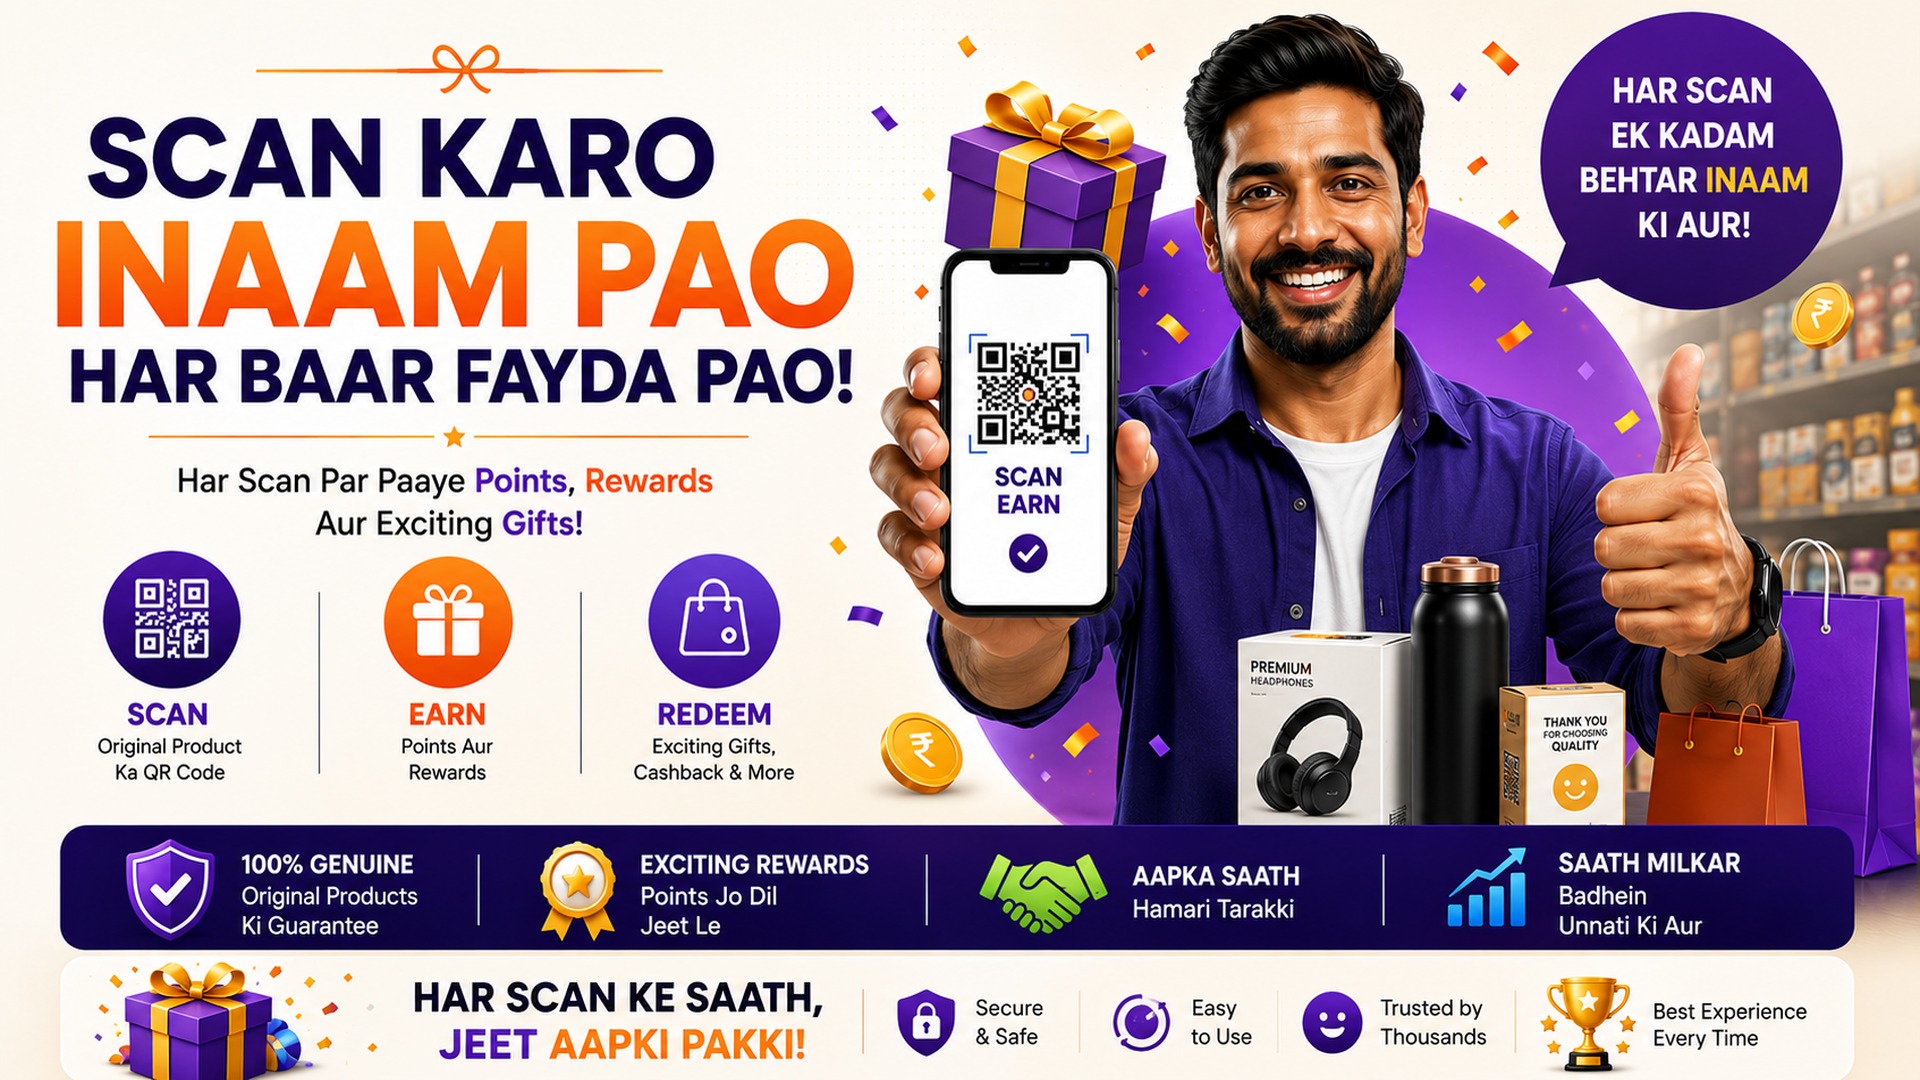 SCAN KARO
INAAM PAO
HAR BAAR FAYDA PAO!
Har Scan Par Paaye Points, Rewards
Aur Exciting Gifts!
SCAN
Original Product
Ka QR Code
EARN
Points Aur
Rewards
REDEEM
Exciting Gifts,
Cashback & More
HAR SCAN
EK KADAM
BEHTAR INAAM
KI AUR!
SCAN
EARN
PREMIUM
HEADPHONES
THANK YOU
FOR CHOOSING
QUALITY
100% GENUINE
Original Products
Ki Guarantee
EXCITING REWARDS
Points Jo Dil
Jeet Le
AAPKA SAATH
Hamari Tarakki
SAATH MILKAR
Badhein
Unnati Ki Aur
HAR SCAN KE SAATH,
JEET AAPKI PAKKI!
Secure
& Safe
Easy
to Use
Trusted by
Thousands
Best Experience
Every Time